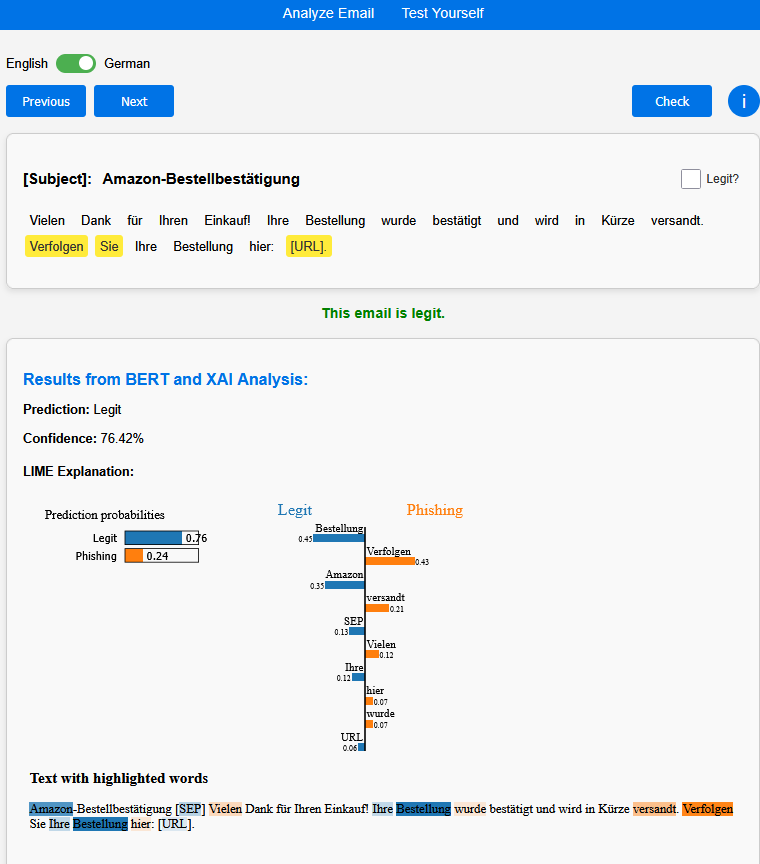 Analyze Email Test Yourself
English German
Previous Next Check i
[Subject]: Amazon-Bestellbestätigung Legit?
Vielen Dank für Ihren Einkauf! Ihre Bestellung wurde bestätigt und wird in Kürze versandt.
Verfolgen Sie Ihre Bestellung hier: [URL].
This email is legit.
Results from BERT and XAI Analysis:
Prediction: Legit
Confidence: 76.42%
LIME Explanation:
Prediction probabilities
Legit 0.76
Phishing 0.24
Legit Phishing
Bestellung
0.45
Verfolgen
0.43
Amazon
0.35
versandt
0.21
SEP
0.13
Vielen
0.12
Ihre
0.12
hier
0.07
wurde
0.07
URL
0.06
Text with highlighted words
Amazon-Bestellbestätigung [SEP] Vielen Dank für Ihren Einkauf! Ihre Bestellung wurde bestätigt und wird in Kürze versandt. Verfolgen
Sie Ihre Bestellung hier: [URL].